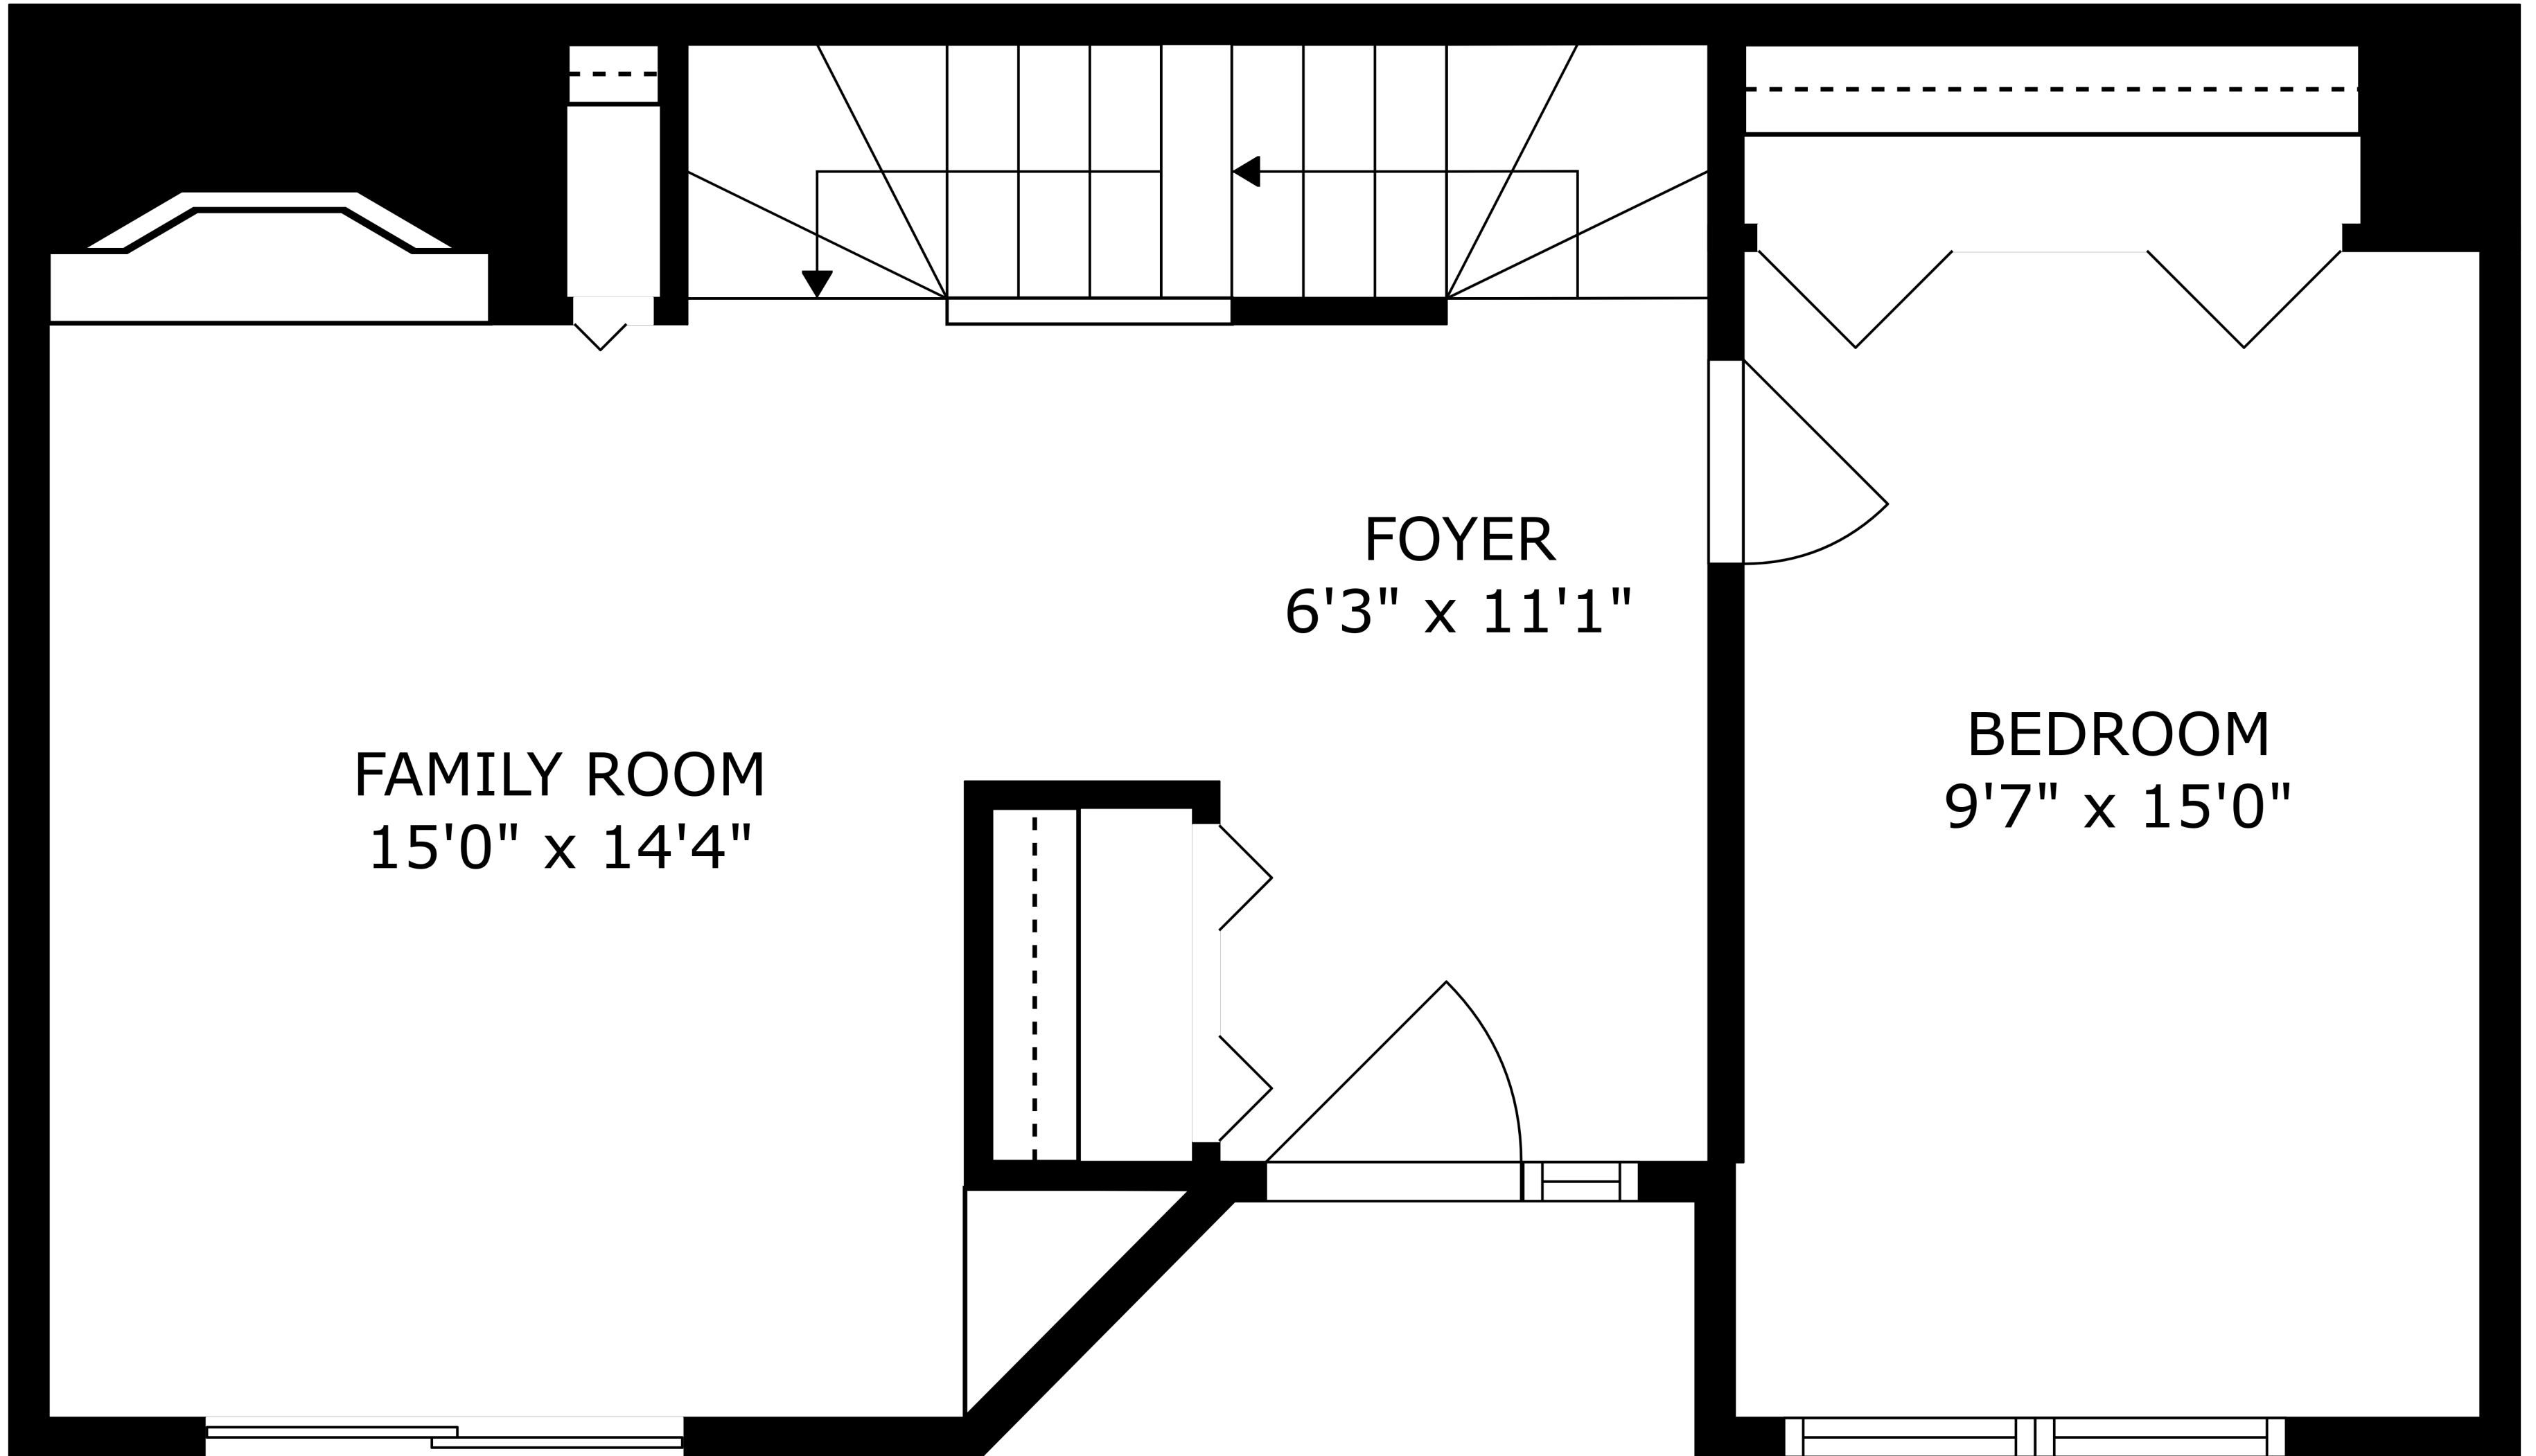 FOYER
6'3" x 11'1"
BEDROOM
9'7" x 15'0"
FAMILY ROOM
15'0" x 14'4"